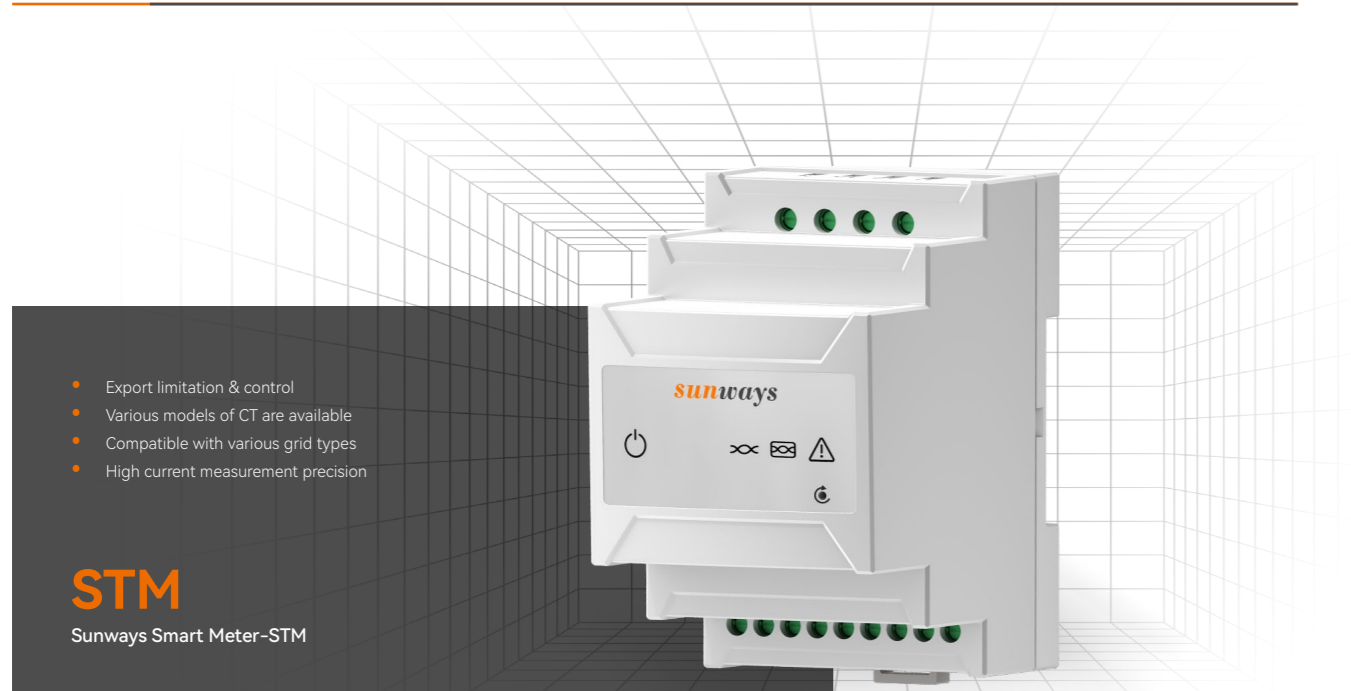 Export limitation & control
Various models of CT are available
Compatible with various grid types
High current measurement precision
STM
Sunways Smart Meter-STM
sunways